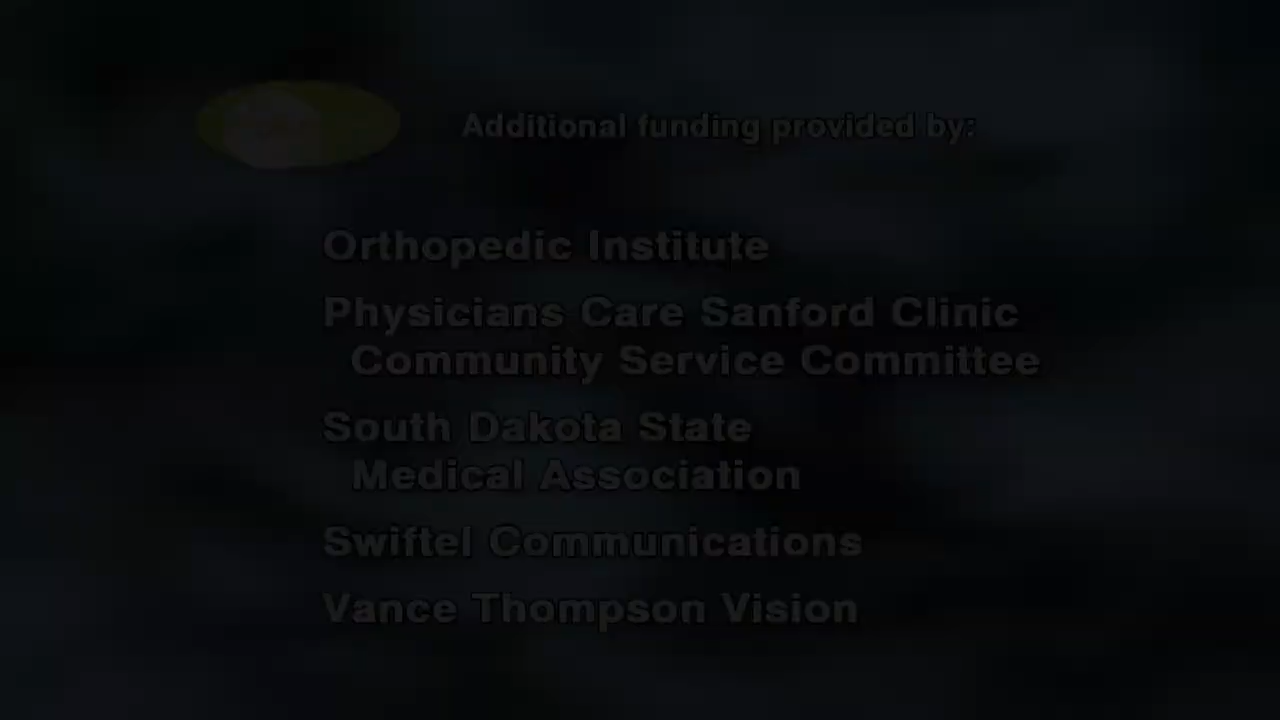 Additional funding provided by:
Orthopedic Institute
Physicians Care Sanford Clinic
Community Service Committee
South Dakota State
Medical Association
Swiftel Communications
Vance Thompson Vision